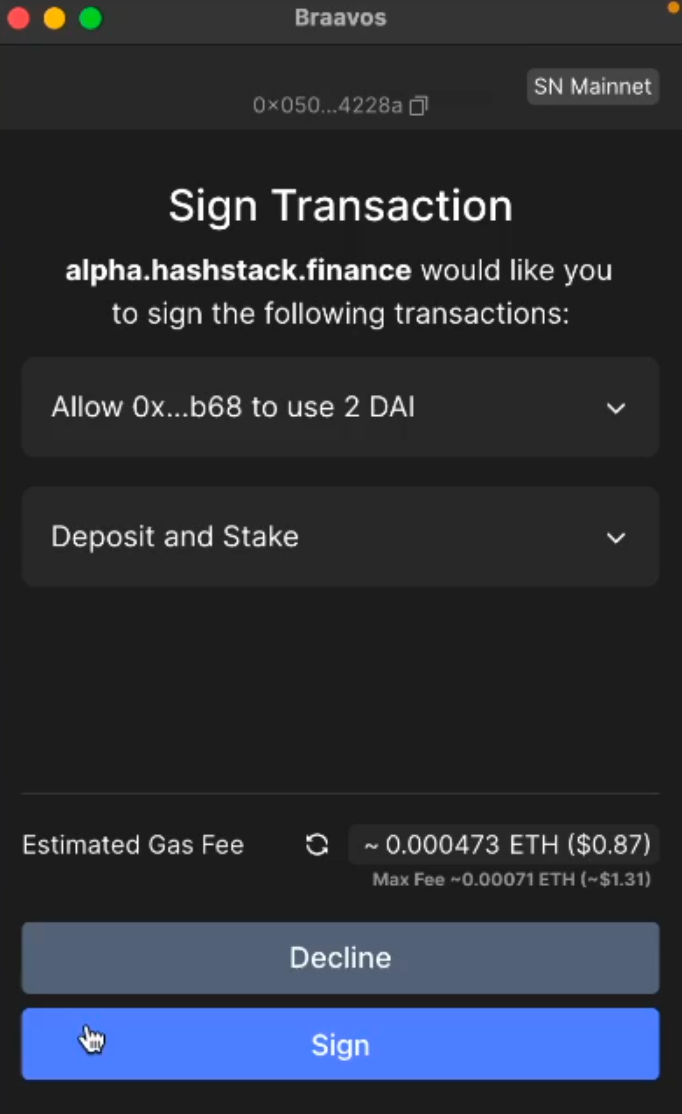 Braavos
SN Mainnet
0×050...4228a
Sign Transaction
alpha.hashstack.finance would like you
to sign the following transactions:
Allow 0x...b68 to use 2 DAI
Deposit and Stake
Estimated Gas Fee
~ 0.000473 ETH ($0.87)
Max Fee ~0.00071 ETH (~$1.31)
Decline
Sign